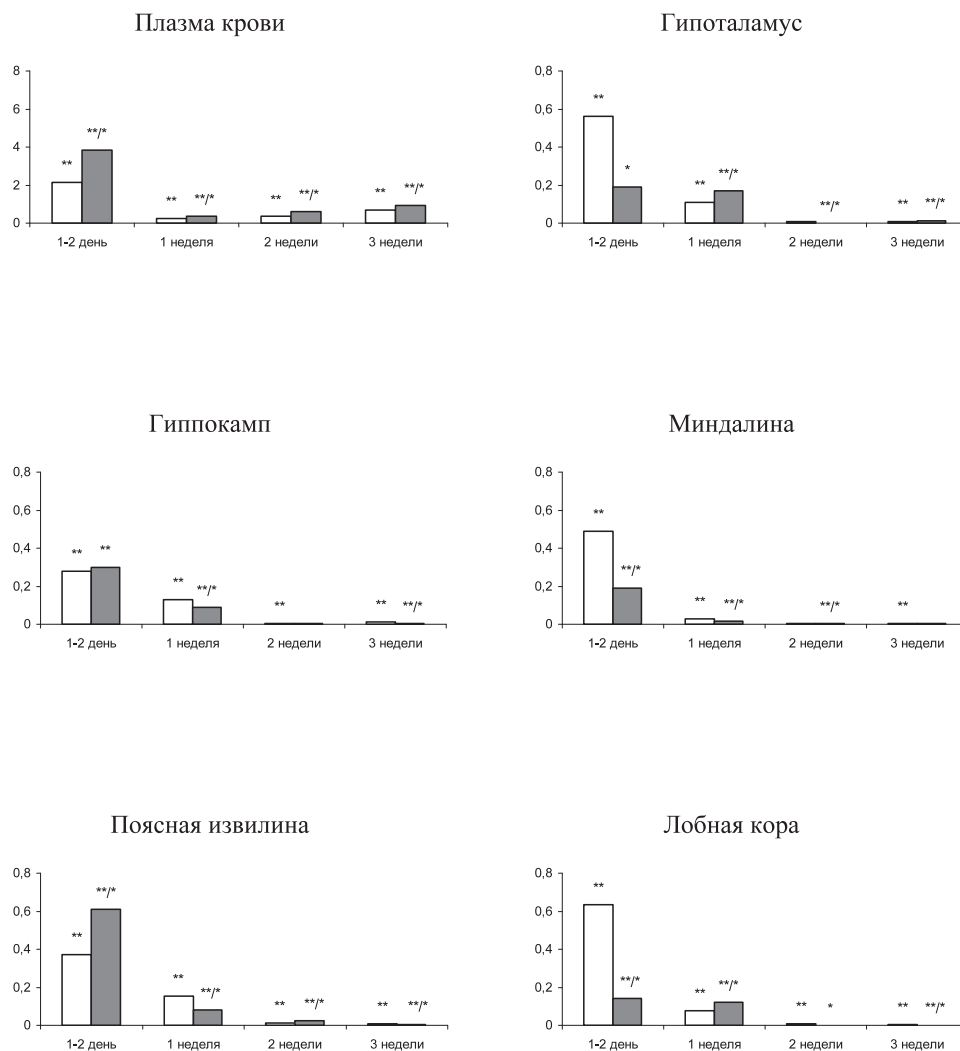 Плазма крови
8
6
4
2
0
**
**/*
**
**/*
**
**/*
**
**/*
1-2 день
1 неделя
2 недели
3 недели
Гипоталамус
0,8
0,6
0,4
0,2
0
**
*
**
**/*
**/*
**
**/*
1-2 день
1 неделя
2 недели
3 недели
Гиппокамп
0,8
0,6
0,4
0,2
0
**
**
**
**/*
**
**
**/*
1-2 день
1 неделя
2 недели
3 недели
Миндалина
0,8
0,6
0,4
0,2
0
**
**/*
**
**/*
**/*
**
1-2 день
1 неделя
2 недели
3 недели
Поясная извилина
0,8
0,6
0,4
0,2
0
**
**/*
**
**/*
**
**/*
**
**/*
1-2 день
1 неделя
2 недели
3 недели
Лобная кора
0,8
0,6
0,4
0,2
0
**
**/*
**
**/*
**
*
**
**/*
1-2 день
1 неделя
2 недели
3 недели